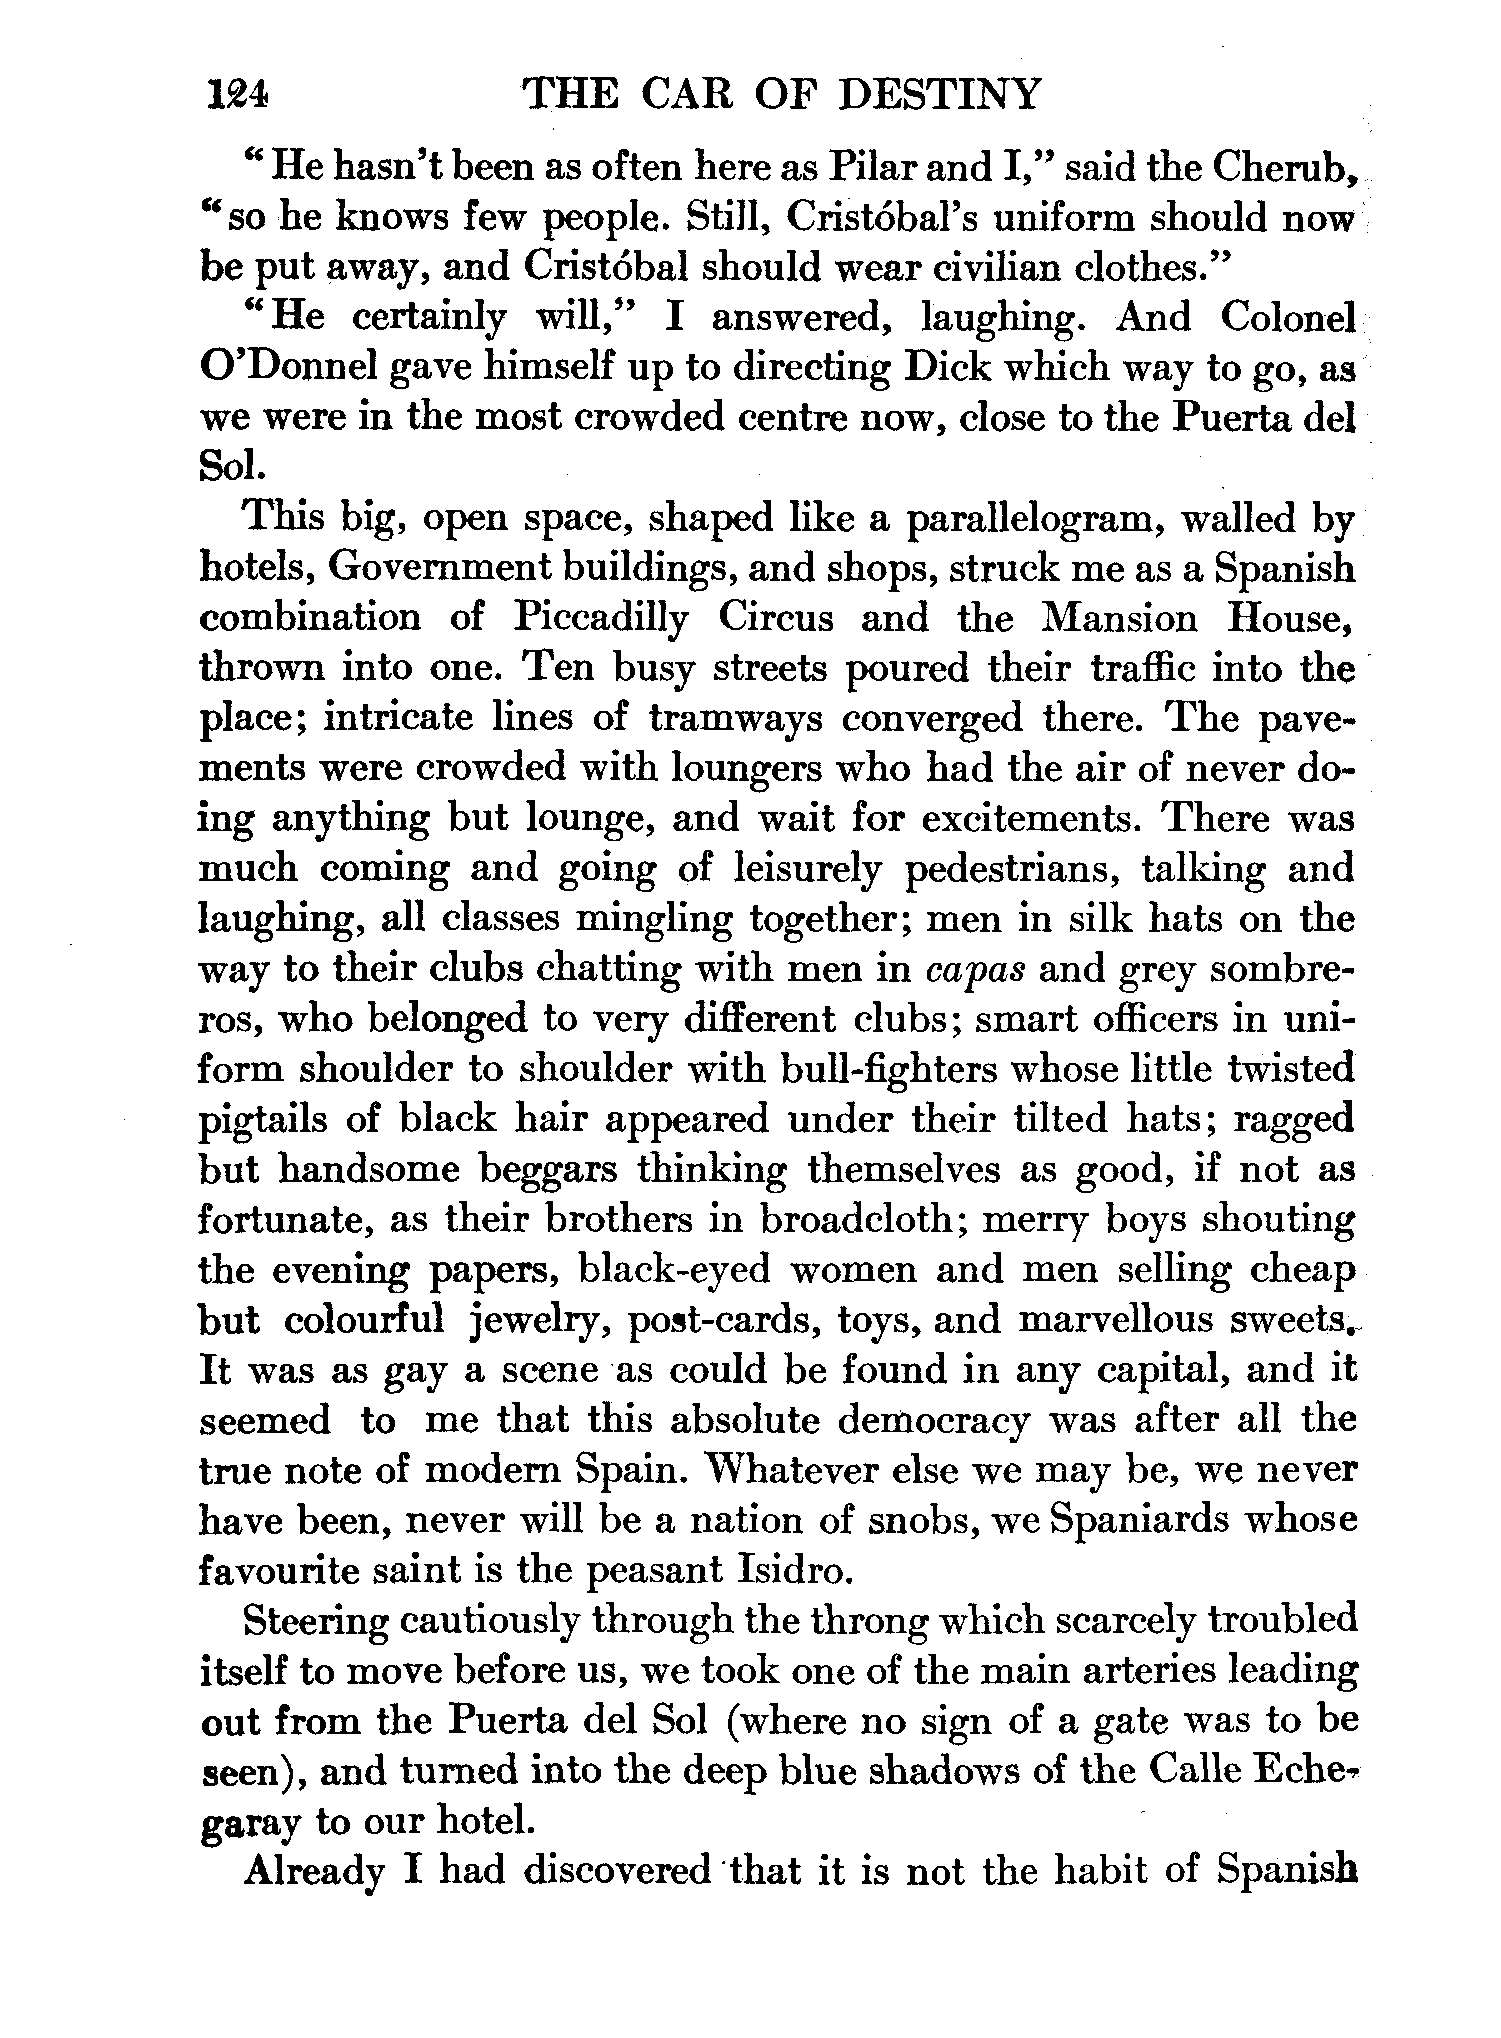 124 THE CAR OF DESTINY
“He hasn’t been as often here as Pilar and I,” said the Cherub,
“so he knows few people. Still, Cristóbal’s uniform should now
be put away, and Cristóbal should wear civilian clothes.”
“He certainly will,” I answered, laughing. And Colonel
O’Donnel gave himself up to directing Dick which way to go, as
we were in the most crowded centre now, close to the Puerta del
Sol.
This big, open space, shaped like a parallelogram, walled by
hotels, Government buildings, and shops, struck me as a Spanish
combination of Piccadilly Circus and the Mansion House,
thrown into one. Ten busy streets poured their traffic into the
place; intricate lines of tramways converged there. The pave-
ments were crowded with loungers who had the air of never do-
ing anything but lounge, and wait for excitements. There was
much coming and going of leisurely pedestrians, talking and
laughing, all classes mingling together; men in silk hats on the
way to their clubs chatting with men in capas and grey sombre-
ros, who belonged to very different clubs; smart officers in uni-
form shoulder to shoulder with bull-fighters whose little twisted
pigtails of black hair appeared under their tilted hats; ragged
but handsome beggars thinking themselves as good, if not as
fortunate, as their brothers in broadcloth; merry boys shouting
the evening papers, black-eyed women and men selling cheap
but colourful jewelry, post-cards, toys, and marvellous sweets.
It was as gay a scene as could be found in any capital, and it
seemed to me that this absolute democracy was after all the
true note of modern Spain. Whatever else we may be, we never
have been, never will be a nation of snobs, we Spaniards whose
favourite saint is the peasant Isidro.
Steering cautiously through the throng which scarcely troubled
itself to move before us, we took one of the main arteries leading
out from the Puerta del Sol (where no sign of a gate was to be
seen), and turned into the deep blue shadows of the Calle Eche-
garay to our hotel.
Already I had discovered that it is not the habit of Spanish